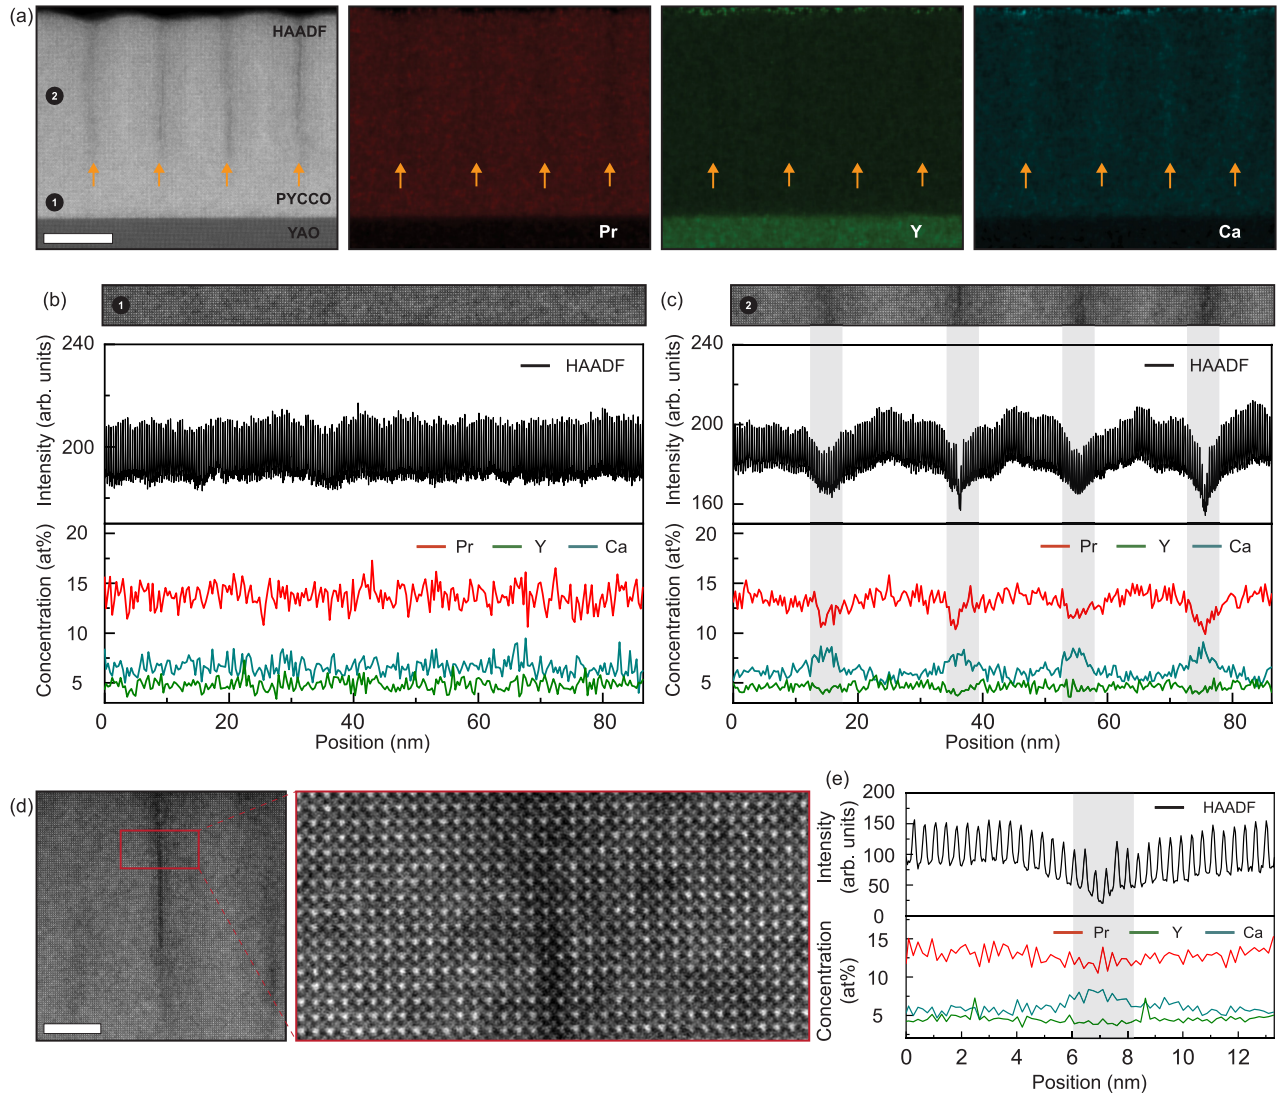 (a)
HAADF
2
1
PYCCO
YAO
Pr
Y
Ca
(b)
1
240
200
Intensity (arb. units)
HAADF
20
15
10
5
Concentration (at%)
Pr Y Ca
0 20 40 60 80
Position (nm)
(c)
2
240
200
160
Intensity (arb. units)
HAADF
20
15
10
5
Concentration (at%)
Pr Y Ca
0 20 40 60 80
Position (nm)
(d)
(e)
200
150
100
50
0
Intensity
(arb. units)
HAADF
15
10
5
Concentration
(at%)
Pr Y Ca
0 2 4 6 8 10 12
Position (nm)